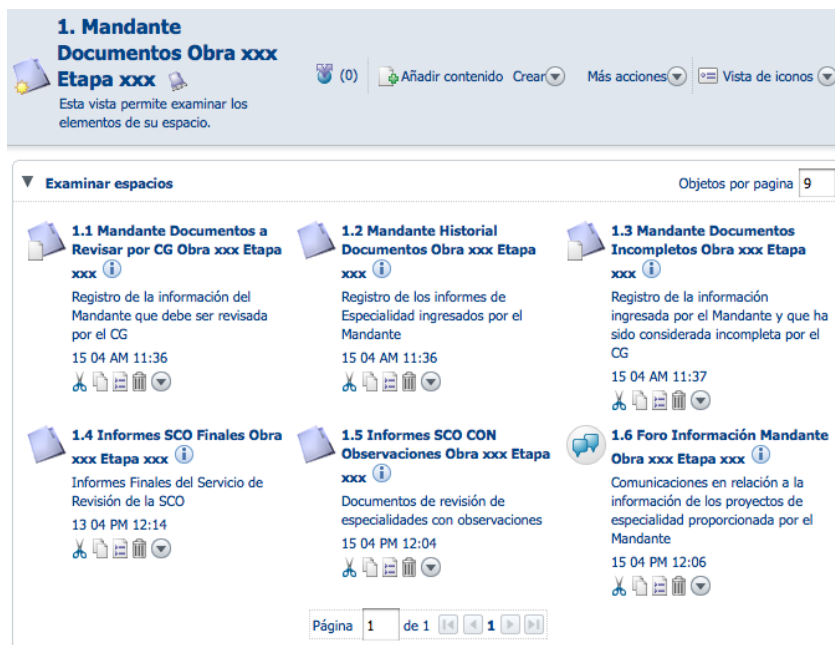 1. Mandante
Documentos Obra xxx
Etapa xxx
Esta vista permite examinar los
elementos de su espacio.
(0) Añadir contenido Crear Más acciones Vista de iconos
Examinar espacios
Objetos por pagina 9
1.1 Mandante Documentos a
Revisar por CG Obra xxx Etapa
xxx
Registro de la información del
Mandante que debe ser revisada
por el CG
15 04 AM 11:36
1.2 Mandante Historial
Documentos Obra xxx Etapa
xxx
Registro de los informes de
Especialidad ingresados por el
Mandante
15 04 AM 11:36
1.3 Mandante Documentos
Incompletos Obra xxx Etapa
xxx
Registro de la información
ingresada por el Mandante y que ha
sido considerada incompleta por el
CG
15 04 AM 11:37
1.4 Informes SCO Finales Obra
xxx Etapa xxx
Informes Finales del Servicio de
Revisión de la SCO
13 04 PM 12:14
1.5 Informes SCO CON
Observaciones Obra xxx Etapa
xxx
Documentos de revisión de
especialidades con observaciones
15 04 PM 12:04
1.6 Foro Información Mandante
Obra xxx Etapa xxx
Comunicaciones en relación a la
información de los proyectos de
especialidad proporcionada por el
Mandante
15 04 PM 12:06
Página 1 de 1 1